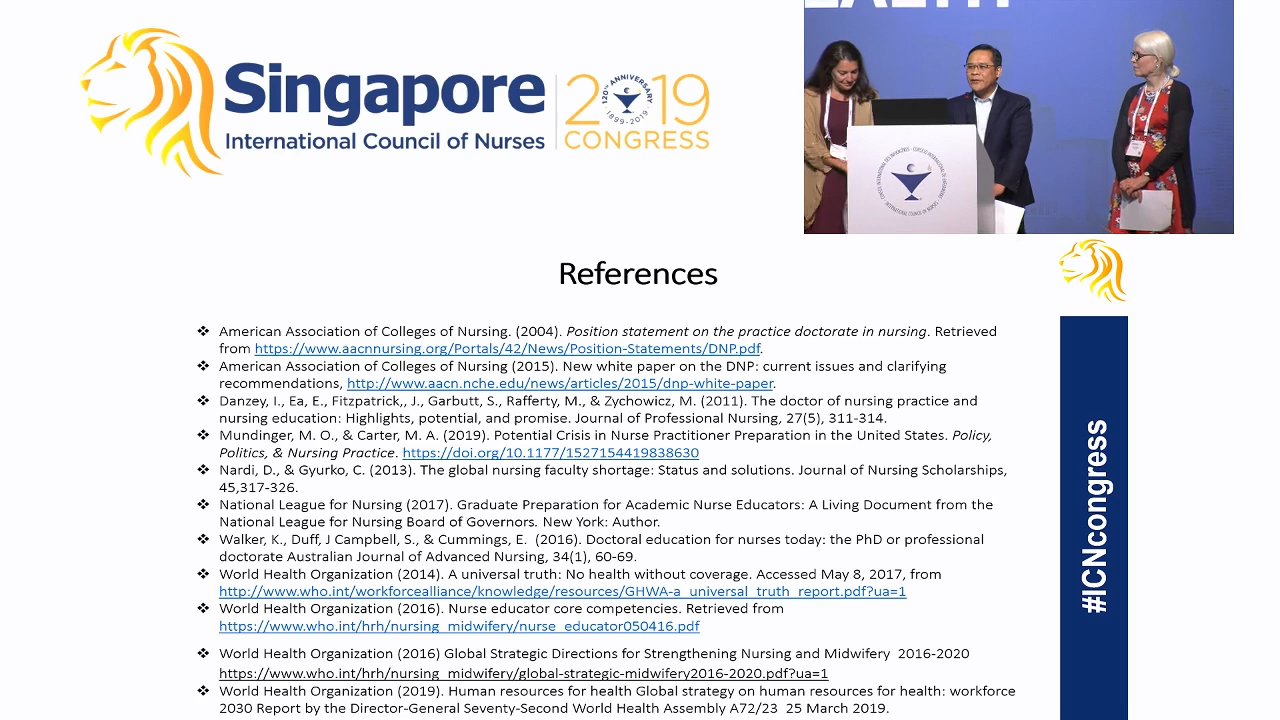 Singapore
International Council of Nurses
2019
CONGRESS
120TH ANNIVERSARY
1899-2019
References
❖ American Association of Colleges of Nursing. (2004). Position statement on the practice doctorate in nursing. Retrieved
from https://www.aacnnursing.org/Portals/42/News/Position-Statements/DNP.pdf.
❖ American Association of Colleges of Nursing (2015). New white paper on the DNP: current issues and clarifying
recommendations, http://www.aacn.nche.edu/news/articles/2015/dnp-white-paper.
❖ Danzey, I., Ea, E., Fitzpatrick,, J., Garbutt, S., Rafferty, M., & Zychowicz, M. (2011). The doctor of nursing practice and
nursing education: Highlights, potential, and promise. Journal of Professional Nursing, 27(5), 311-314.
❖ Mundinger, M. O., & Carter, M. A. (2019). Potential Crisis in Nurse Practitioner Preparation in the United States. Policy,
Politics, & Nursing Practice. https://doi.org/10.1177/1527154419838630
❖ Nardi, D., & Gyurko, C. (2013). The global nursing faculty shortage: Status and solutions. Journal of Nursing Scholarships,
45,317-326.
❖ National League for Nursing (2017). Graduate Preparation for Academic Nurse Educators: A Living Document from the
National League for Nursing Board of Governors. New York: Author.
❖ Walker, K., Duff, J Campbell, S., & Cummings, E. (2016). Doctoral education for nurses today: the PhD or professional
doctorate Australian Journal of Advanced Nursing, 34(1), 60-69.
❖ World Health Organization (2014). A universal truth: No health without coverage. Accessed May 8, 2017, from
http://www.who.int/workforcealliance/knowledge/resources/GHWA-a_universal_truth_report.pdf?ua=1
❖ World Health Organization (2016). Nurse educator core competencies. Retrieved from
https://www.who.int/hrh/nursing_midwifery/nurse_educator050416.pdf
❖ World Health Organization (2016) Global Strategic Directions for Strengthening Nursing and Midwifery 2016-2020
https://www.who.int/hrh/nursing_midwifery/global-strategic-midwifery2016-2020.pdf?ua=1
❖ World Health Organization (2019). Human resources for health Global strategy on human resources for health: workforce
2030 Report by the Director-General Seventy-Second World Health Assembly A72/23 25 March 2019.
#ICNcongress